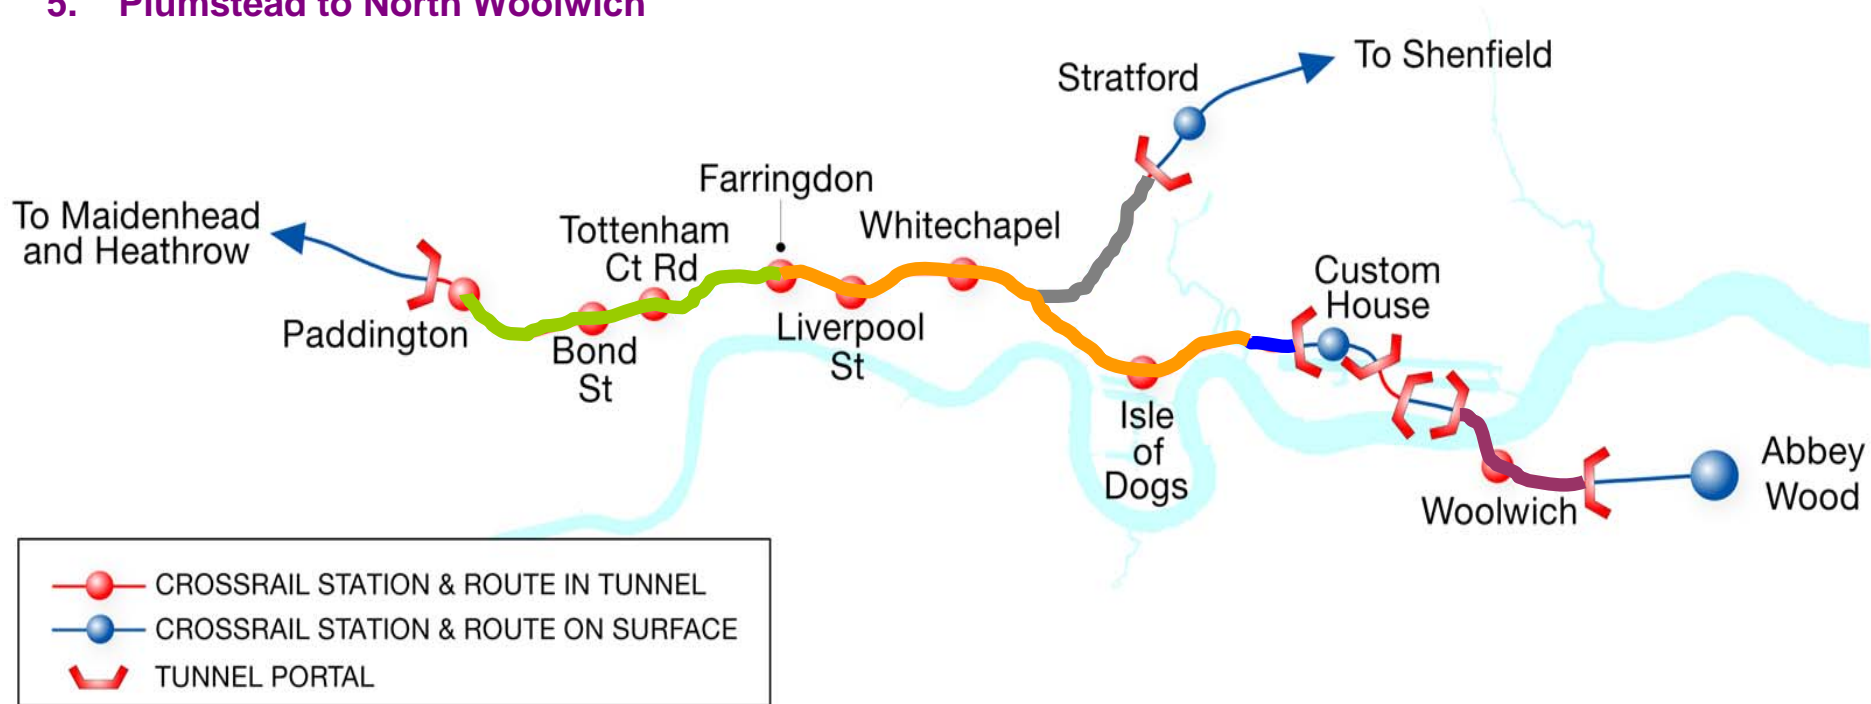 5. Plumstead to North Woolwich
To Shenfield
Stratford
Farringdon
To Maidenhead
and Heathrow
Tottenham
Ct Rd
Whitechapel
Custom
House
Paddington
Liverpool
St
Bond
St
Isle
of
Dogs
Abbey
Wood
Woolwich
CROSSRAIL STATION & ROUTE IN TUNNEL
CROSSRAIL STATION & ROUTE ON SURFACE
TUNNEL PORTAL